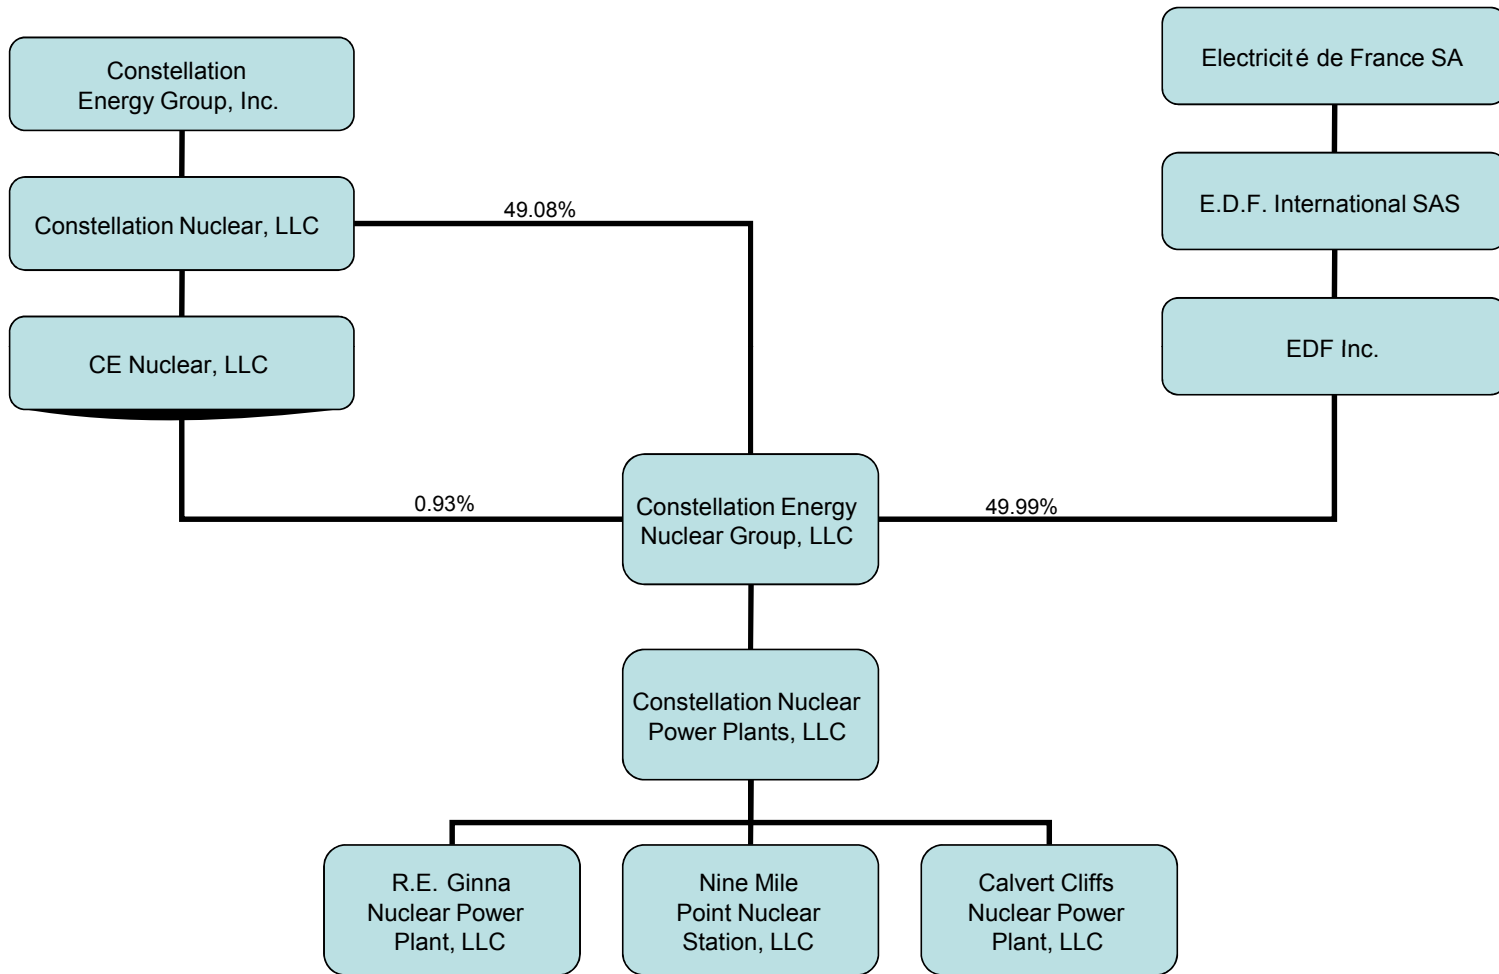 Constellation
Energy Group, Inc.
Electricité de France SA
Constellation Nuclear, LLC
49.08%
E.D.F. International SAS
CE Nuclear, LLC
EDF Inc.
0.93%
Constellation Energy
Nuclear Group, LLC
49.99%
Constellation Nuclear
Power Plants, LLC
R.E. Ginna
Nuclear Power
Plant, LLC
Nine Mile
Point Nuclear
Station, LLC
Calvert Cliffs
Nuclear Power
Plant, LLC